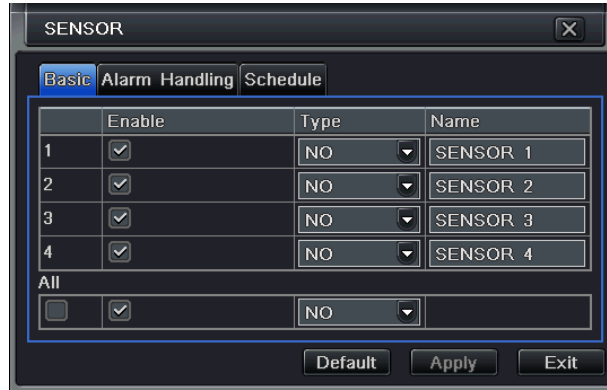 SENSOR
Basic Alarm Handling Schedule
Enable Type Name
1 NO SENSOR 1
2 NO SENSOR 2
3 NO SENSOR 3
4 NO SENSOR 4
All
NO
Default Apply Exit